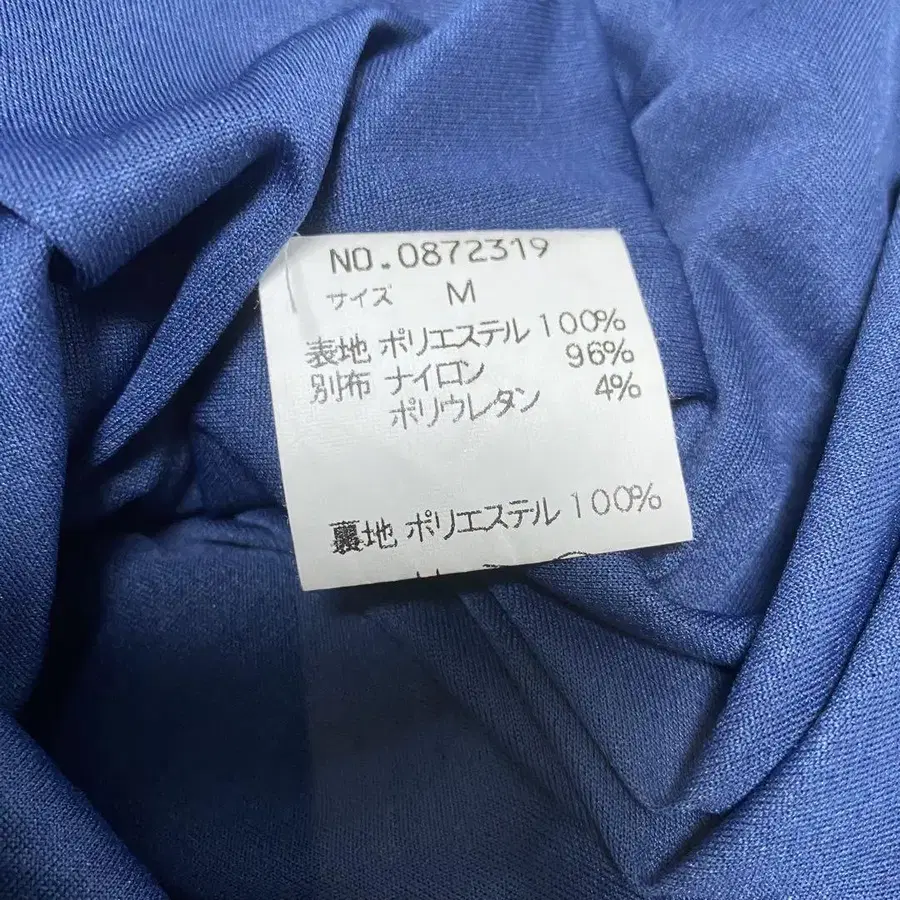 NO.0872319
サイズ M
表地 ポリエステル 100%
別布 ナイロン 96%
ポリウレタン 4%
裏地 ポリエステル 100%